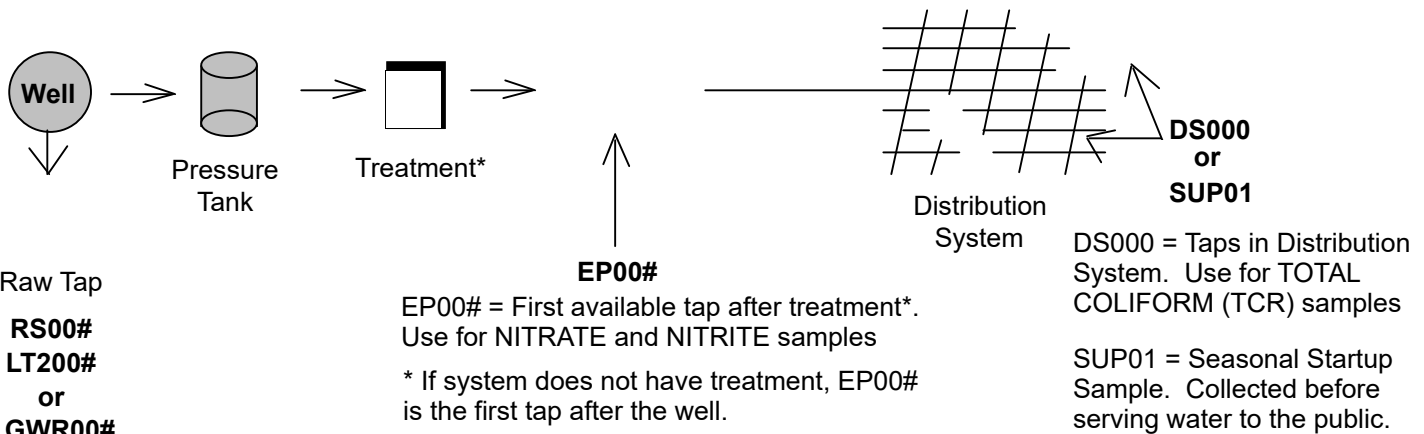 Well
Pressure
Tank
Treatment*
Distribution
System
DS000
or
SUP01
Raw Tap
RS00#
LT200#
or
GWR00#
EP00#
EP00# = First available tap after treatment*.
Use for NITRATE and NITRITE samples
* If system does not have treatment, EP00#
is the first tap after the well.
DS000 = Taps in Distribution
System. Use for TOTAL
COLIFORM (TCR) samples
SUP01 = Seasonal Startup
Sample. Collected before
serving water to the public.